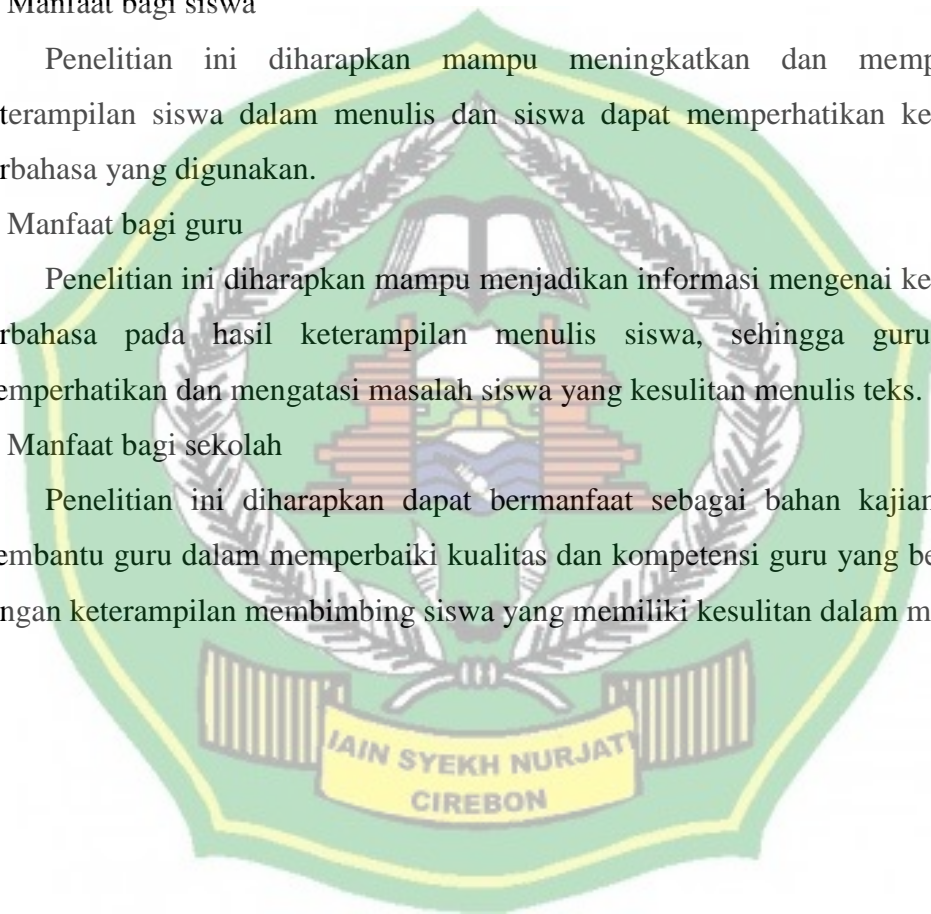 Manfaat bagi siswa
Penelitian ini diharapkan mampu meningkatkan dan memp
terampilan siswa dalam menulis dan siswa dapat memperhatikan ke
rbahasa yang digunakan.
Manfaat bagi guru
Penelitian ini diharapkan mampu menjadikan informasi mengenai ke
rbahasa pada hasil keterampilan menulis siswa, sehingga guru
emperhatikan dan mengatasi masalah siswa yang kesulitan menulis teks.
Manfaat bagi sekolah
Penelitian ini diharapkan dapat bermanfaat sebagai bahan kajian
embantu guru dalam memperbaiki kualitas dan kompetensi guru yang be
ngan keterampilan membimbing siswa yang memiliki kesulitan dalam m
IAIN SYEKH NURJATI
CIREBON